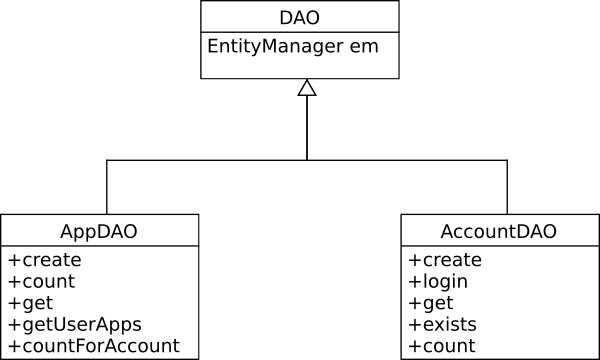 DAO
EntityManager em
AppDAO
+create
+count
+get
+getUserApps
+countForAccount
AccountDAO
+create
+login
+get
+exists
+count